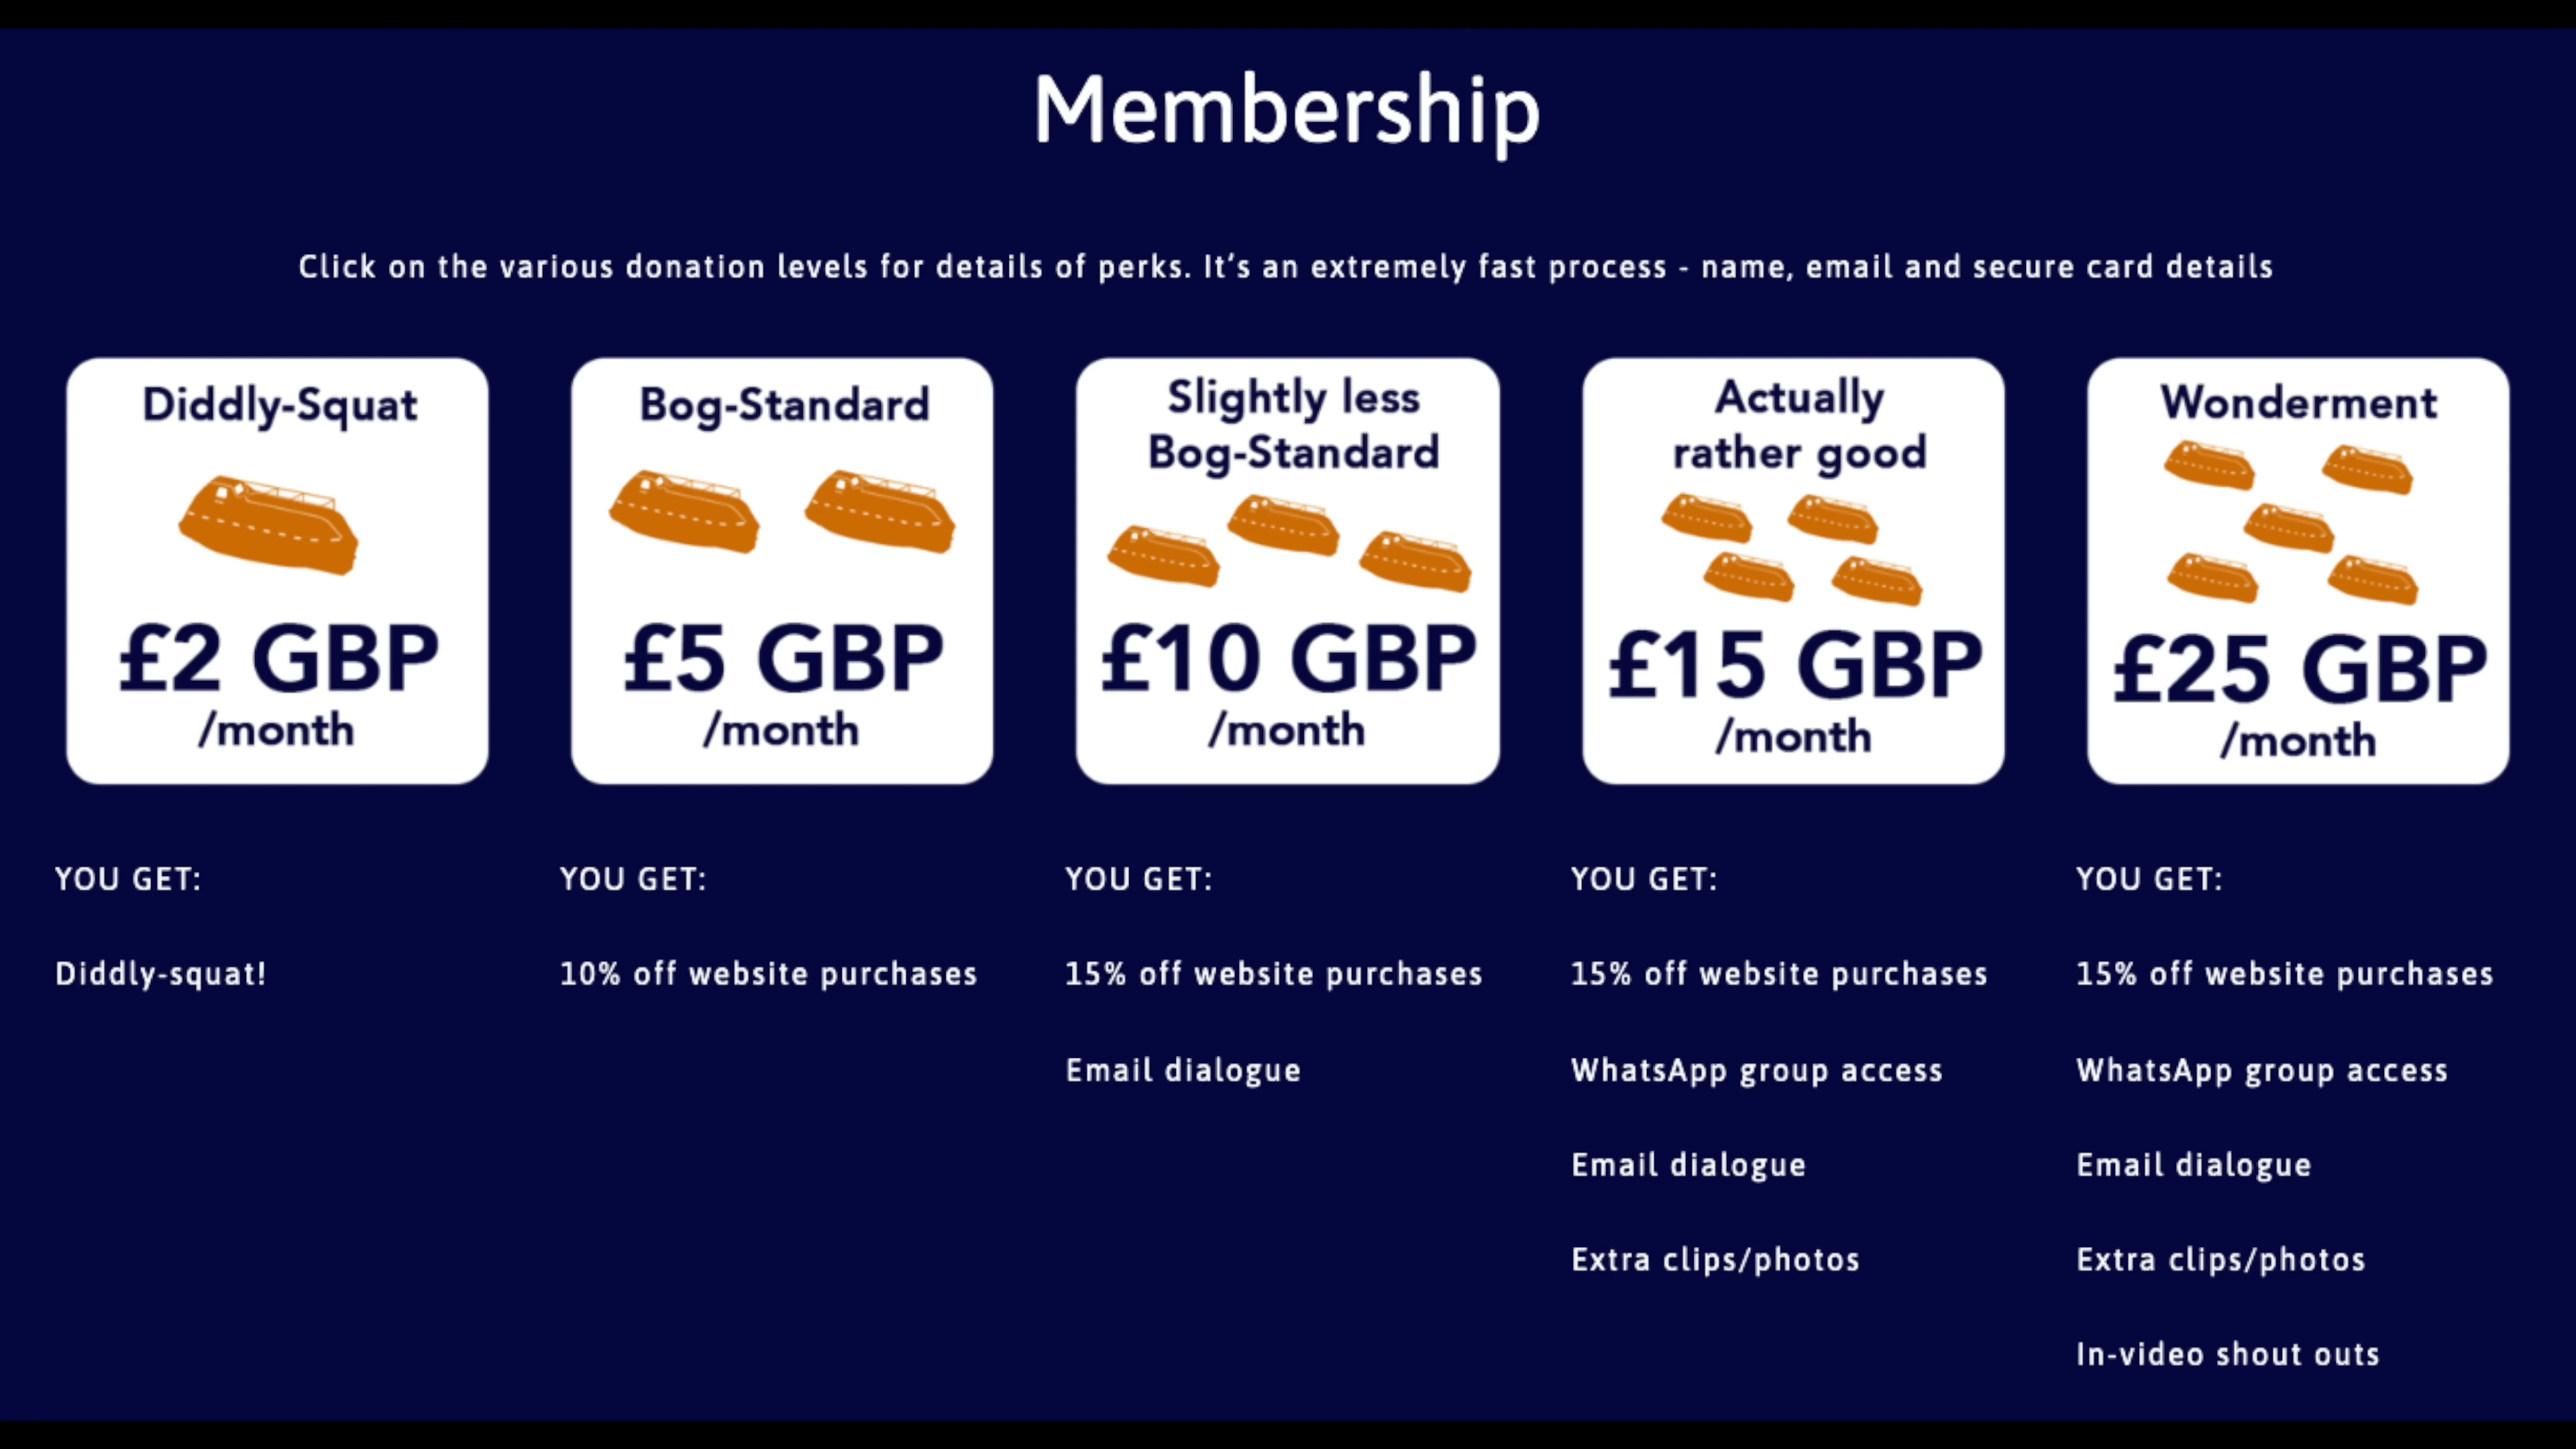 Membership
Click on the various donation levels for details of perks. It's an extremely fast process - name, email and secure card details
Diddly-Squat
£2 GBP
/month
YOU GET:
Diddly-squat!
Bog-Standard
£5 GBP
/month
YOU GET:
10% off website purchases
Slightly less
Bog-Standard
£10 GBP
/month
YOU GET:
15% off website purchases
Email dialogue
Actually
rather good
£15 GBP
/month
YOU GET:
15% off website purchases
WhatsApp group access
Email dialogue
Extra clips/photos
Wonderment
£25 GBP
/month
YOU GET:
15% off website purchases
WhatsApp group access
Email dialogue
Extra clips/photos
In-video shout outs